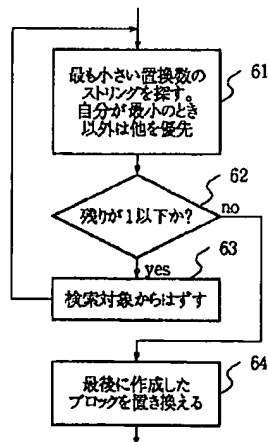 最も小さい置換数の
ストリングを探す。
自分が最小のとき
以外は他を優先
61
62
残りが1以下か?
no
63
yes
検索対象からはずす
64
最後に作成した
ブロックを置き換える